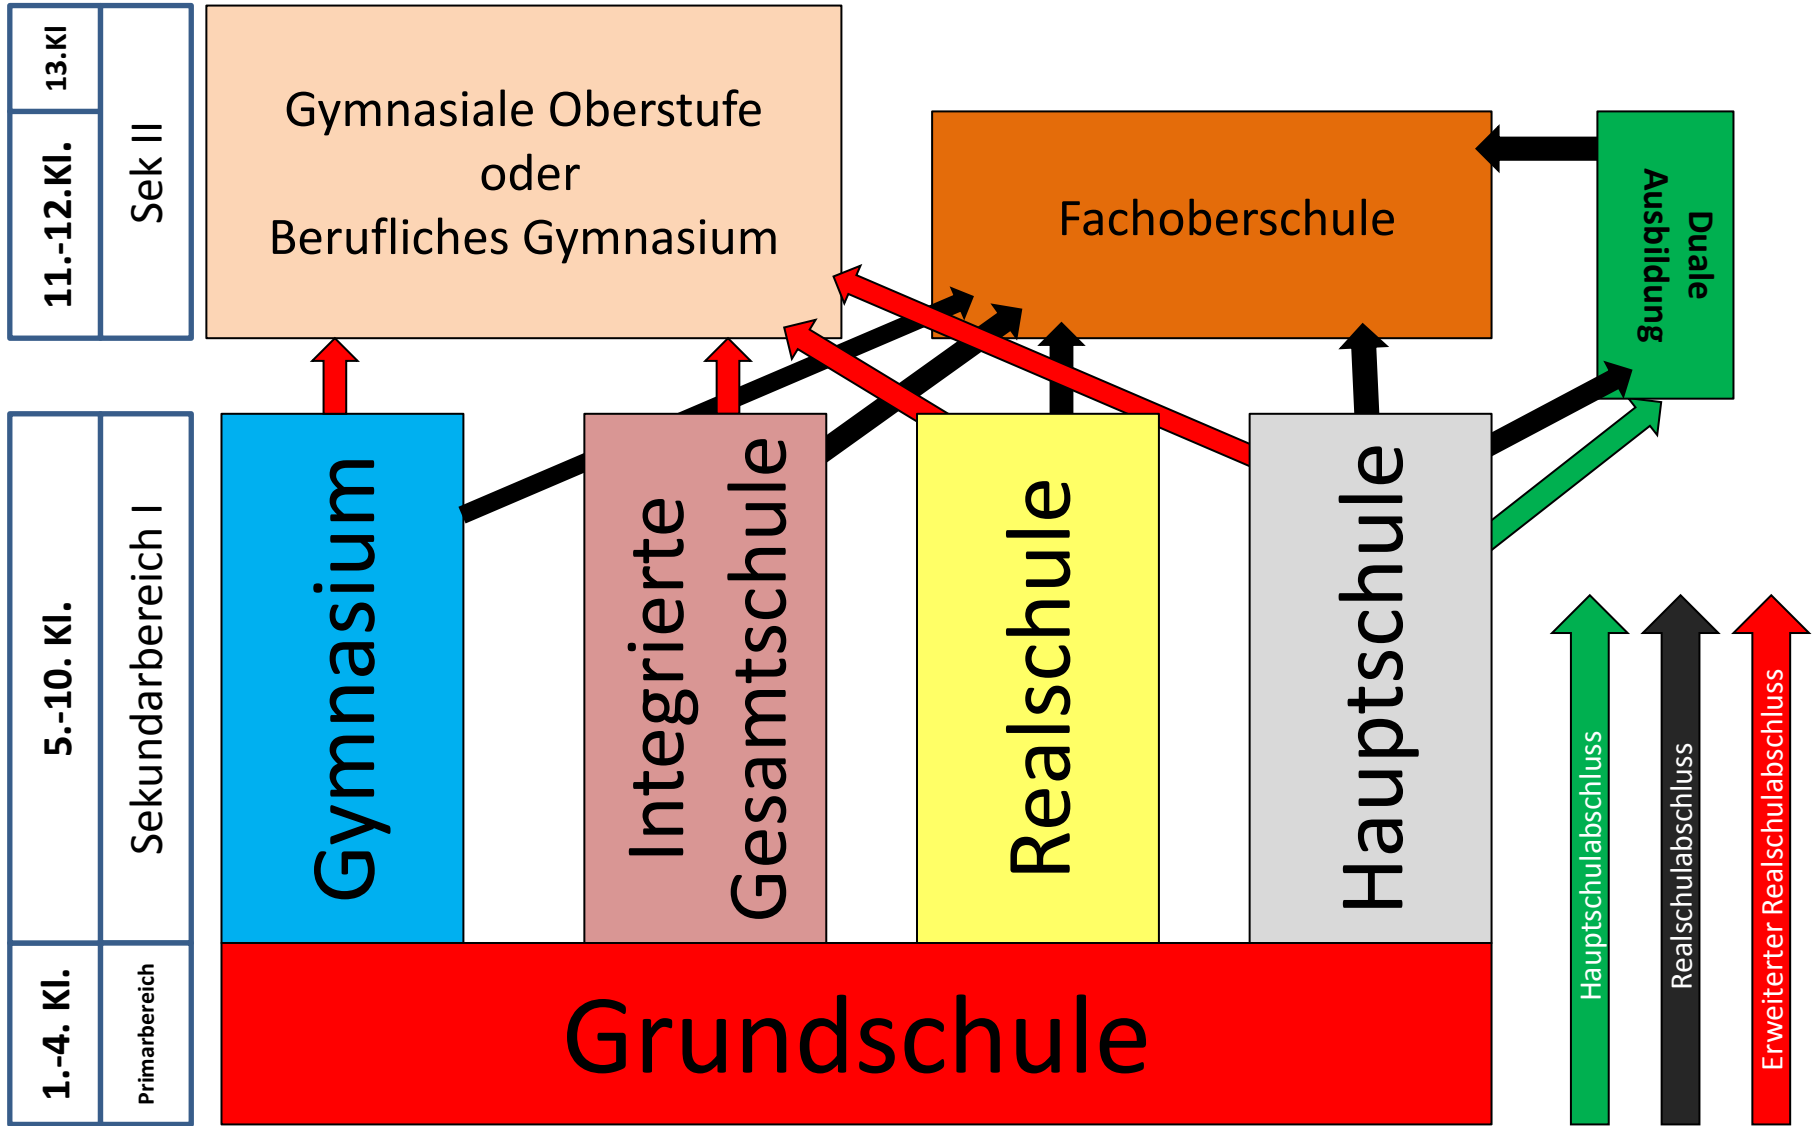 13.Kl
11.-12.Kl.
Sek II
Gymnasiale Oberstufe
oder
Berufliches Gymnasium
Fachoberschule
Duale
Ausbildung
5.-10. Kl.
Sekundarbereich I
Gymnasium
Integrierte
Gesamtschule
Realschule
Hauptschule
Hauptschulabschluss
Realschulabschluss
Erweiterter Realschulabschluss
1.-4. Kl.
Primarbereich
Grundschule